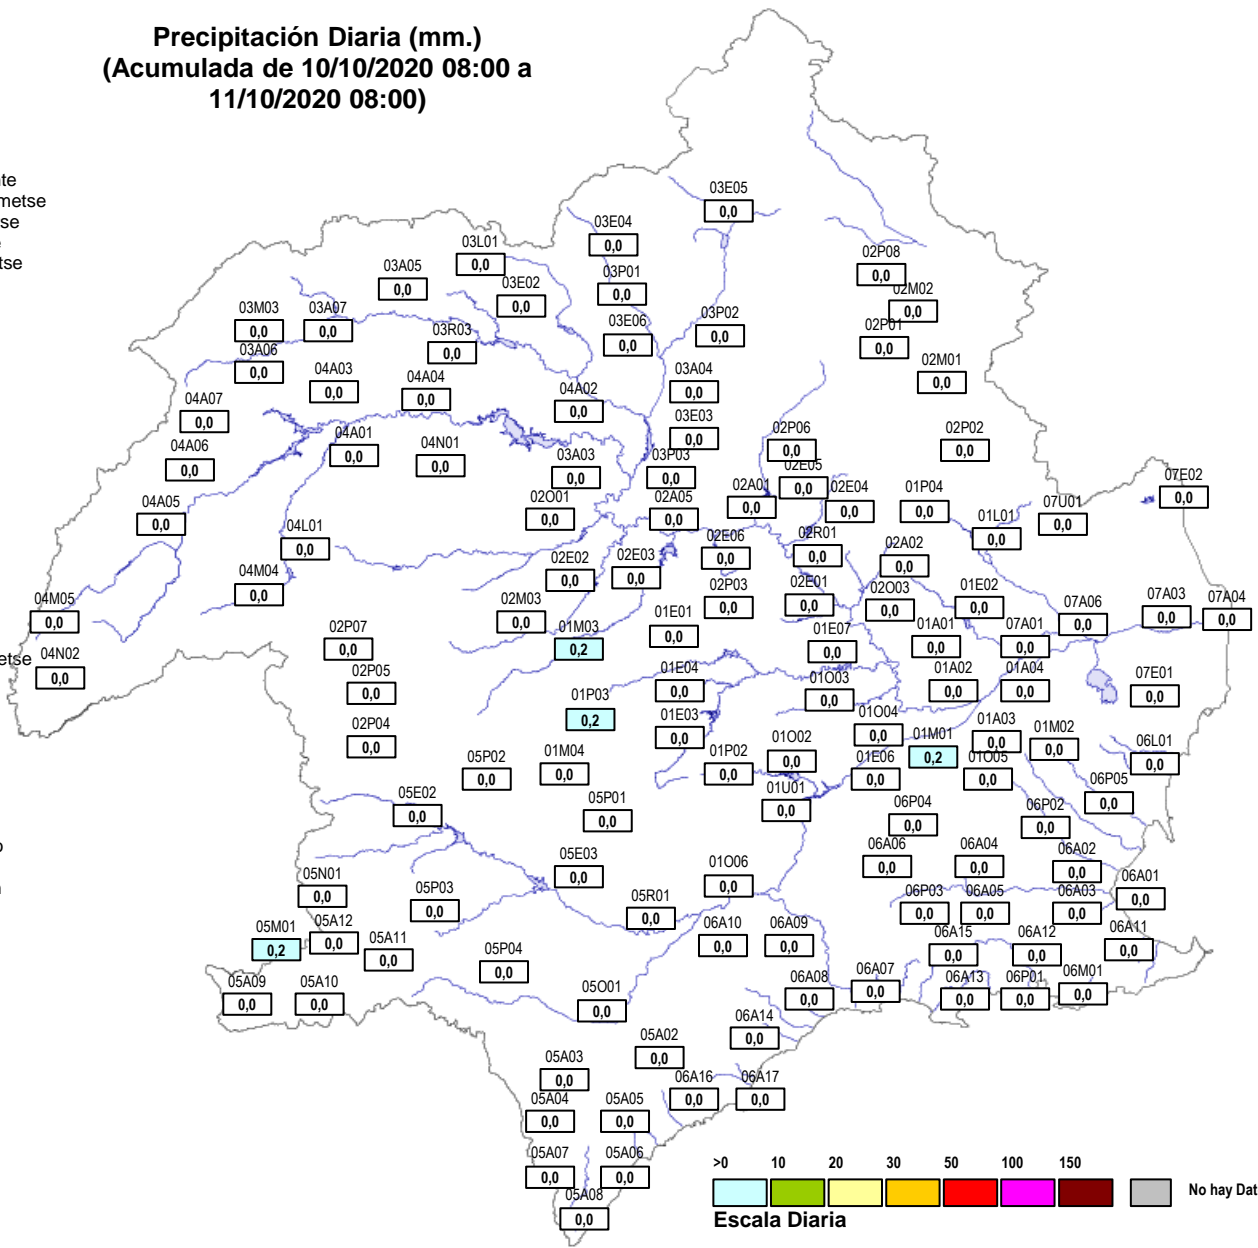 Precipitación Diaria (mm.)
(Acumulada de 10/10/2020 08:00 a
11/10/2020 08:00)
te
metse
se
tse
etse
03E05
0,0
03E04
0,0
03L01
0,0
02P08
0,0
03A05
0,0
03P01
0,0
03E02
0,0
02M02
0,0
03M03
0,0
03A07
0,0
03E06
0,0
03P02
0,0
02P01
0,0
03R03
0,0
03A06
0,0
02M01
0,0
04A03
0,0
04A04
0,0
04A02
0,0
03A04
0,0
04A07
0,0
03E03
0,0
02P06
0,0
02P02
0,0
04A01
0,0
04A06
0,0
04N01
0,0
03A03
0,0
03P03
0,0
02E05
0,0
07E02
0,0
02A01
0,0
02E04
0,0
01P04
0,0
04A05
0,0
02O01
0,0
02A05
0,0
07U01
0,0
01L01
0,0
04L01
0,0
02E06
0,0
02R01
0,0
02A02
0,0
02E02
0,0
02E03
0,0
04M04
0,0
02P03
0,0
02E01
0,0
02O03
0,0
01E02
0,0
04M05
0,0
02M03
0,0
07A06
0,0
07A03
0,0
07A04
0,0
01E01
0,0
02P07
0,0
01M03
0,2
01E07
0,0
01A01
0,0
07A01
0,0
04N02
0,0
02P05
0,0
01E04
0,0
01O03
0,0
01A02
0,0
01A04
0,0
07E01
0,0
01P03
0,2
02P04
0,0
01E03
0,0
01O04
0,0
01A03
0,0
01M02
0,0
01M01
0,2
06L01
0,0
05P02
0,0
01M04
0,0
01P02
0,0
01O02
0,0
01E06
0,0
01O05
0,0
06P05
0,0
05E02
0,0
05P01
0,0
01U01
0,0
06P04
0,0
06P02
0,0
05E03
0,0
06A06
0,0
06A04
0,0
06A02
0,0
05N01
0,0
01O06
0,0
06A01
0,0
05P03
0,0
05R01
0,0
06P03
0,0
06A05
0,0
06A03
0,0
05M01
0,2
05A12
0,0
05A11
0,0
06A10
0,0
06A09
0,0
06A15
0,0
06A12
0,0
06A11
0,0
05P04
0,0
05A09
0,0
05A10
0,0
05O01
0,0
06A08
0,0
06A07
0,0
06A13
0,0
06P01
0,0
06M01
0,0
06A14
0,0
05A02
0,0
05A03
0,0
06A16
0,0
06A17
0,0
05A04
0,0
05A05
0,0
05A07
0,0
05A06
0,0
05A08
0,0
>0 10 20 30 50 100 150
No hay Dat
Escala Diaria